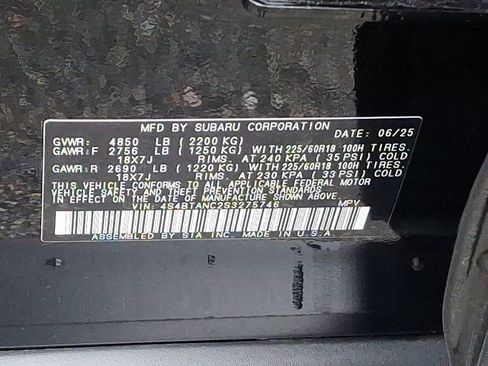 MFD BY SUBARU CORPORATION DATE: 06/25
GVWR: 4850 LB (2200 KG)
GAWR:F 2756 LB (1250 KG) WITH 225/60R18 100H TIRES,
18X7J RIMS, AT 240 KPA (35 PSI) COLD
GAWR:R 2690 LB (1220 KG) WITH 225/60R18 100H TIRES,
18X7J RIMS, AT 230 KPA (33 PSI) COLD
THIS VEHICLE CONFORMS TO ALL APPLICABLE FEDERAL MOTOR
VEHICLE SAFETY AND THEFT PREVENTION STANDARDS
IN EFFECT ON THE DATE OF MANUFACTURE SHOWN ABOVE.
VIN: 4S4BTANC2S3275746 MPV
ASSEMBLED BY SIA INC. MADE IN U.S.A.